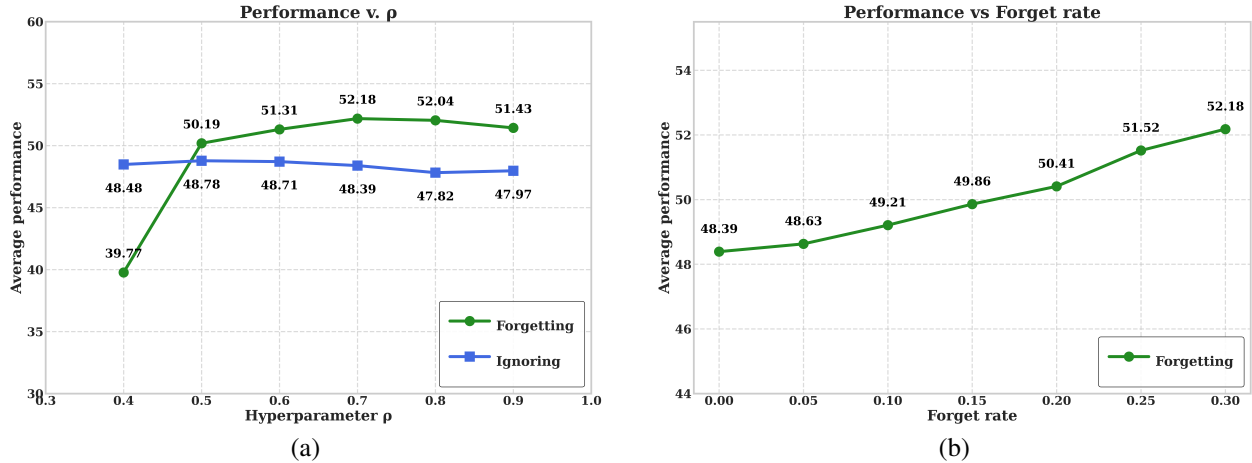 Performance v. ρ
60
55
50
45
40
35
30
Average performance
39.77
50.19
51.31
52.18
52.04
51.43
48.48
48.78
48.71
48.39
47.82
47.97
Forgetting
Ignoring
0.3 0.4 0.5 0.6 0.7 0.8 0.9 1.0
Hyperparameter ρ
(a)
Performance vs Forget rate
54
52
50
48
46
44
Average performance
48.39
48.63
49.21
49.86
50.41
51.52
52.18
Forgetting
0.00 0.05 0.10 0.15 0.20 0.25 0.30
Forget rate
(b)